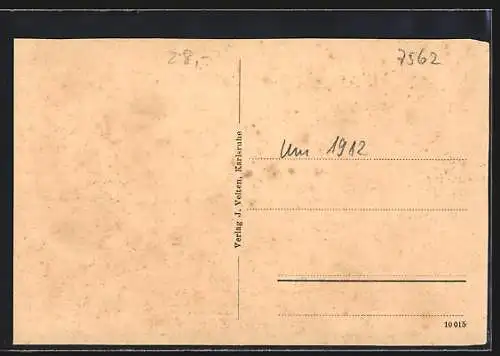 28,-
7562
Um 1912
Verlag J. Velten, Karlsruhe
10 015